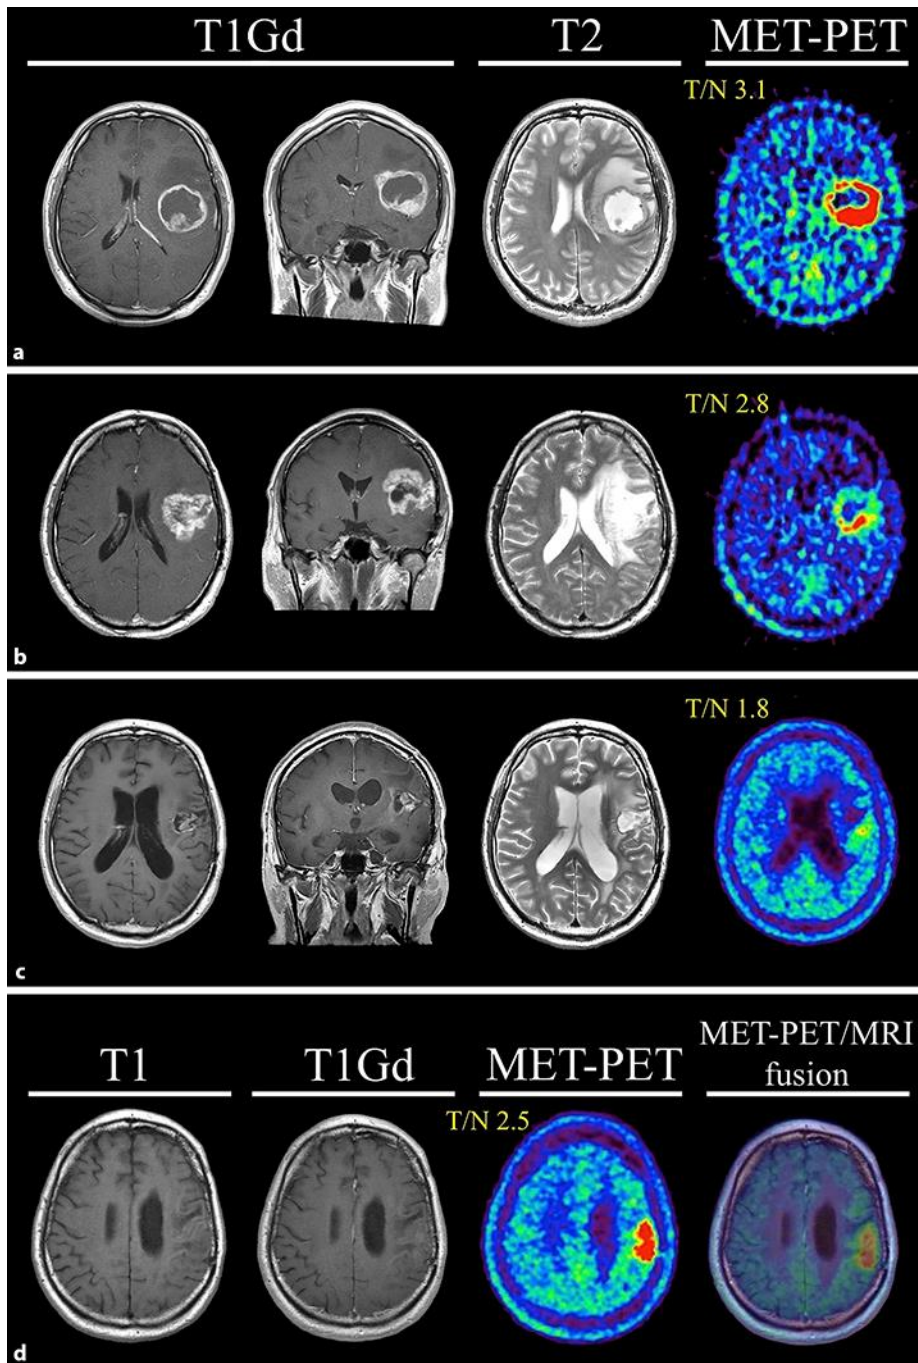 T1Gd T2 MET-PET
T/N 3.1
a
T/N 2.8
b
T/N 1.8
c
T1 T1Gd MET-PET MET-PET/MRI
fusion
T/N 2.5
d